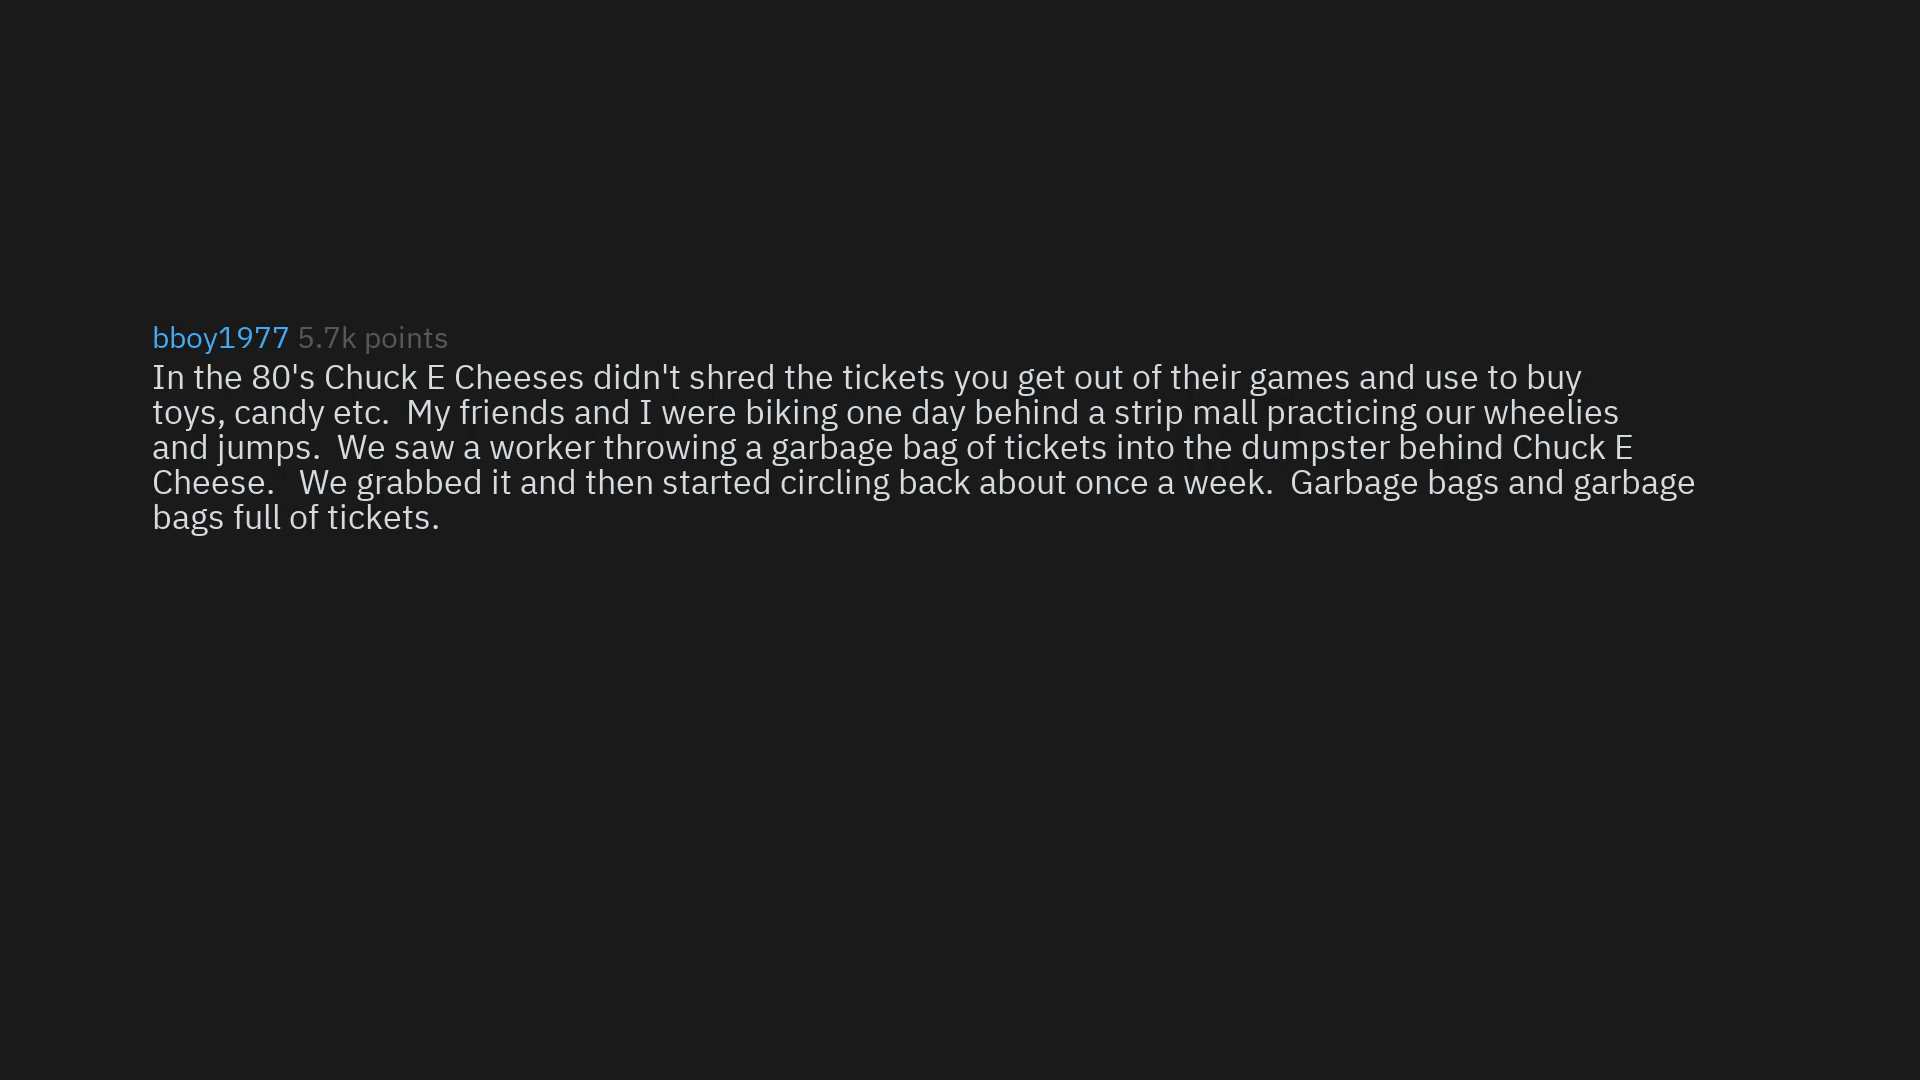 bboy1977 5.7k points
In the 80's Chuck E Cheeses didn't shred the tickets you get out of their games and use to buy
toys, candy etc.  My friends and I were biking one day behind a strip mall practicing our wheelies
and jumps.  We saw a worker throwing a garbage bag of tickets into the dumpster behind Chuck E
Cheese.   We grabbed it and then started circling back about once a week.  Garbage bags and garbage
bags full of tickets.